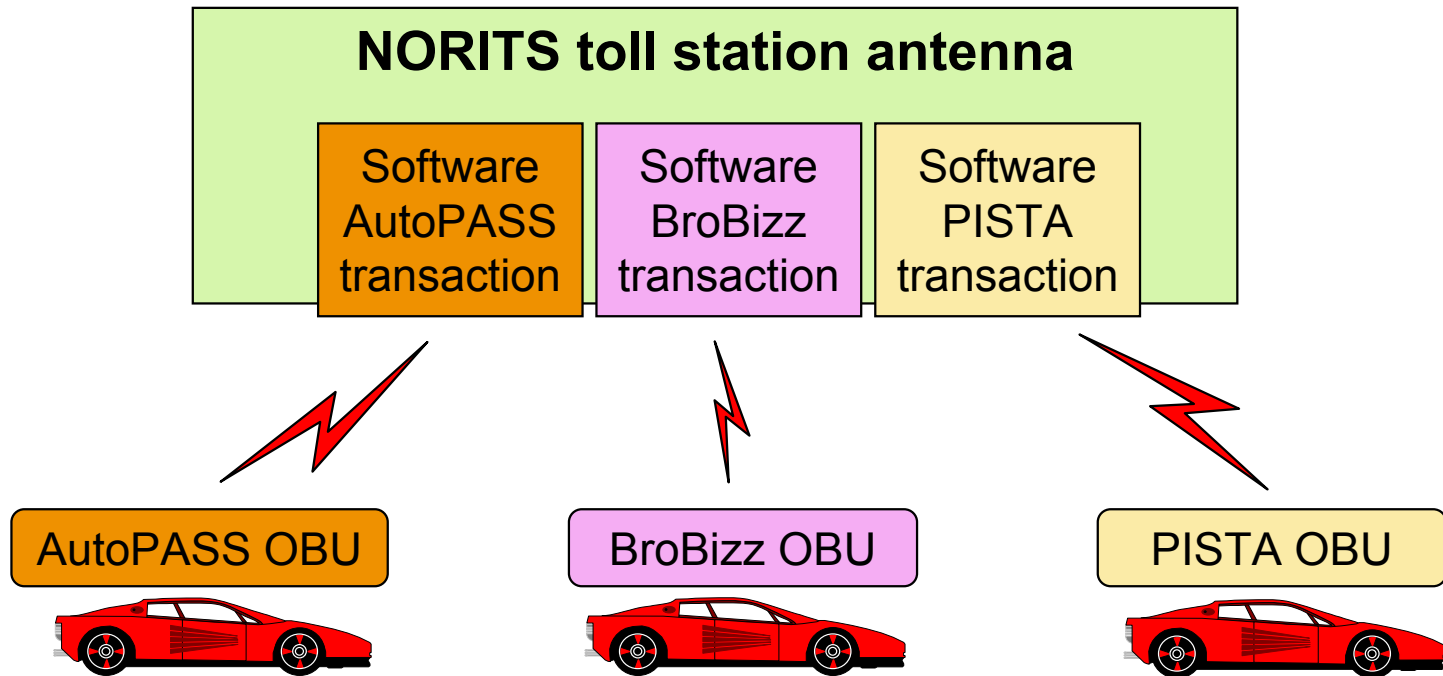 NORITS toll station antenna
Software
AutoPASS
transaction
Software
BroBizz
transaction
Software
PISTA
transaction
AutoPASS OBU
BroBizz OBU
PISTA OBU